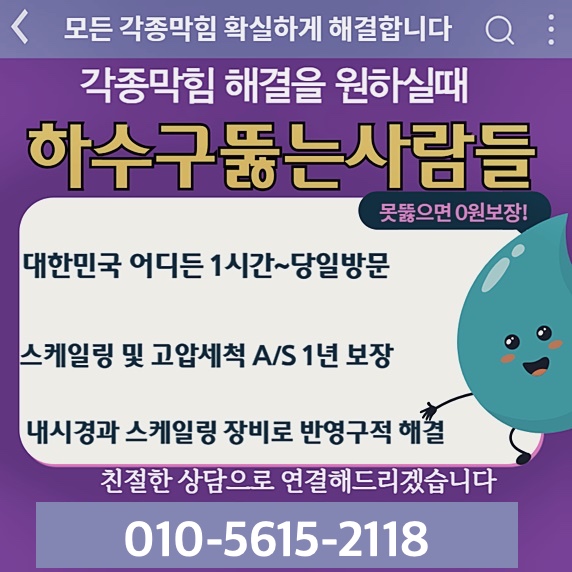 모든 각종막힘 확실하게 해결합니다
각종막힘 해결을 원하실때
하수구뚫는사람들
못뚫으면 0원보장!
대한민국 어디든 1시간~당일방문
스케일링 및 고압세척 A/S 1년 보장
내시경과 스케일링 장비로 반영구적 해결
친절한 상담으로 연결해드리겠습니다
010-5615-2118